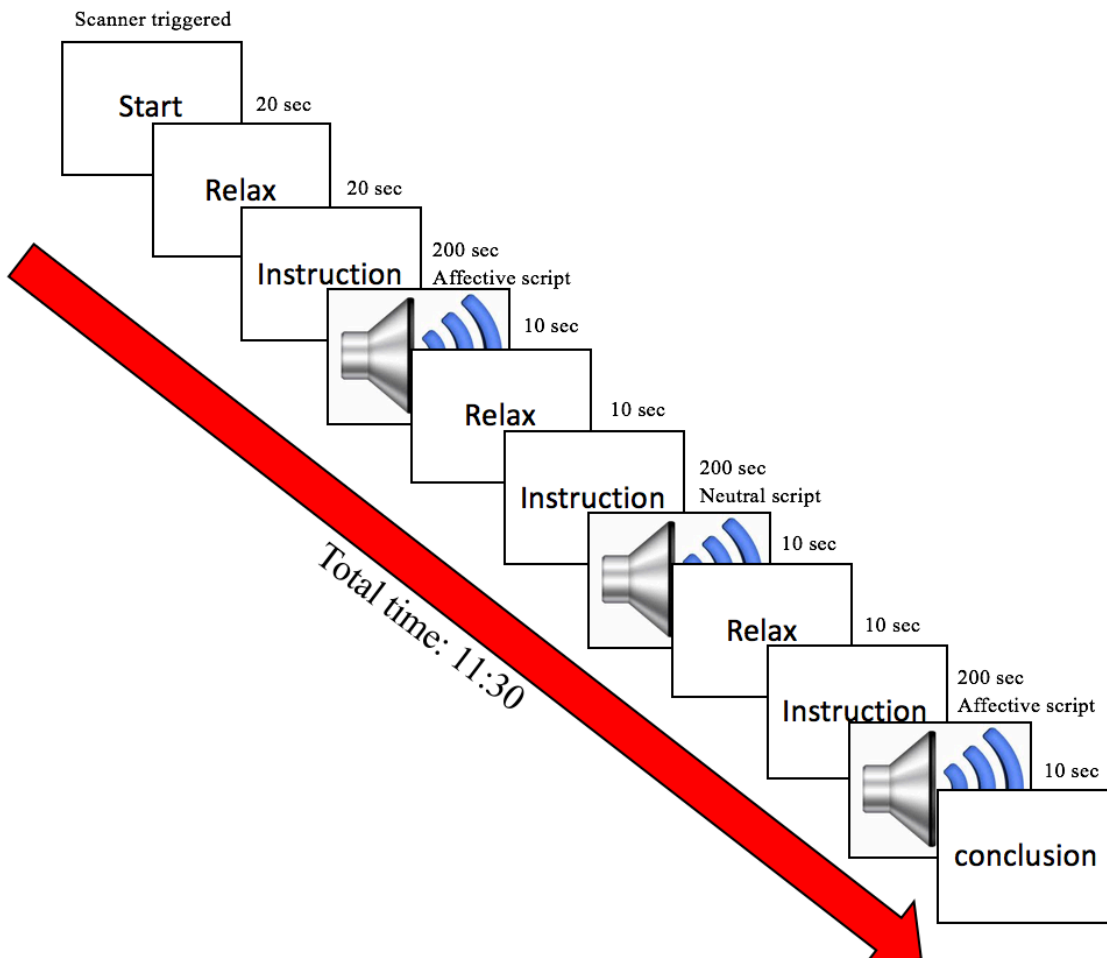 Scanner triggered
Start
20 sec
Relax
20 sec
Instruction
200 sec
Affective script
10 sec
Relax
10 sec
Instruction
200 sec
Neutral script
10 sec
Relax
10 sec
Instruction
200 sec
Affective script
10 sec
conclusion
Total time: 11:30